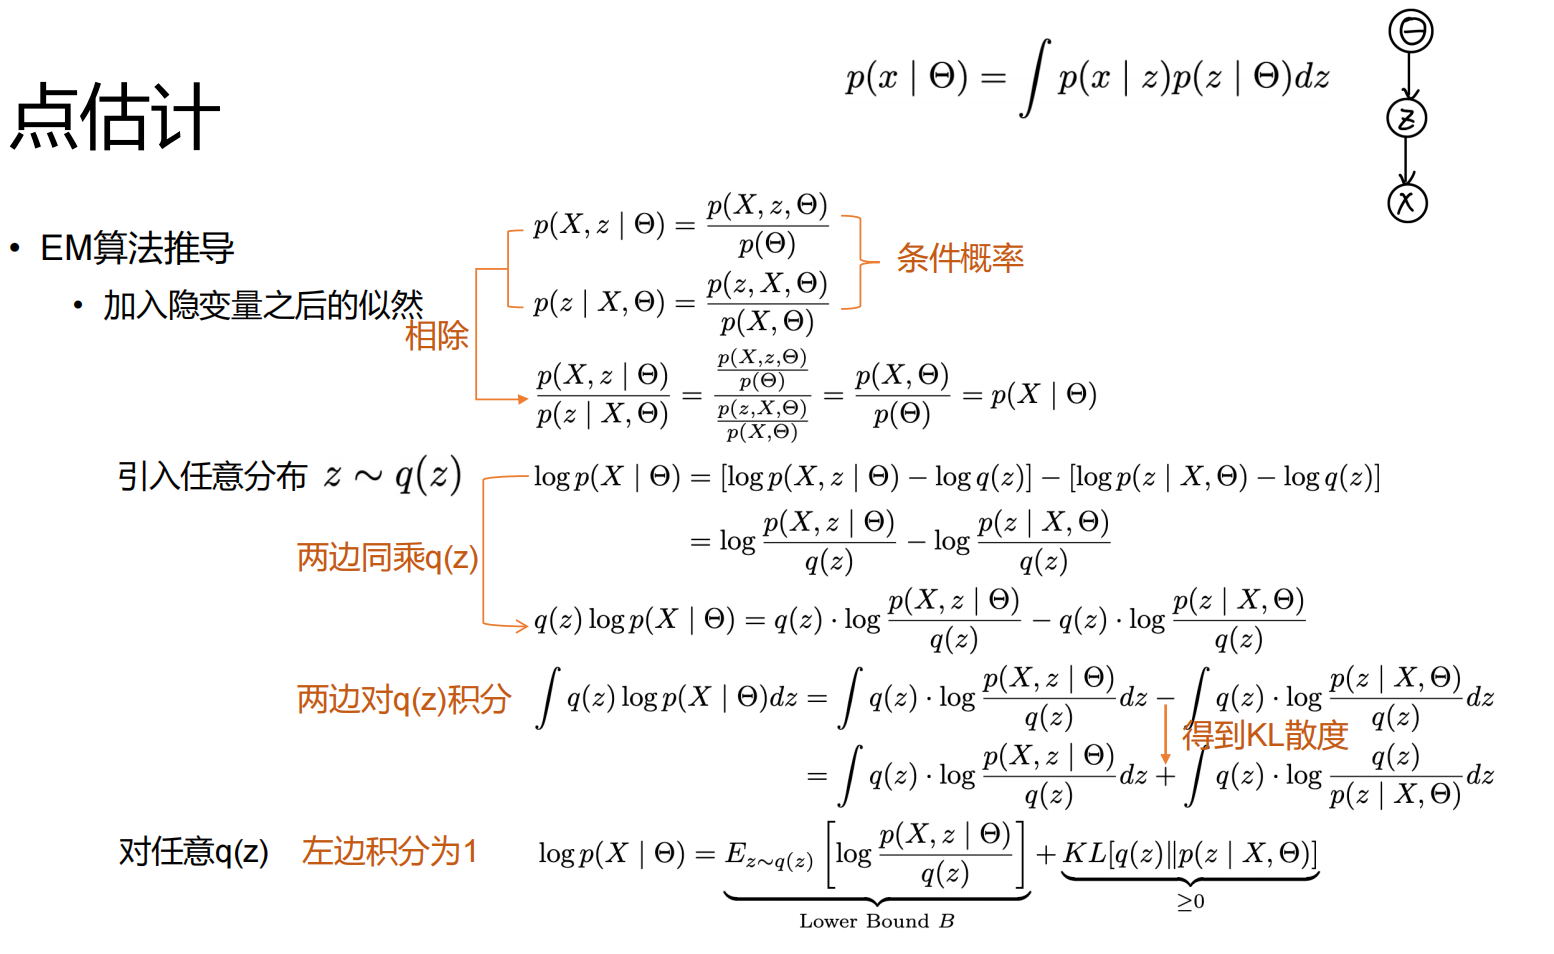 p(x | Θ) = ∫ p(x | z)p(z | Θ)dz
Θ
z
x
点估计
• EM算法推导
• 加入隐变量之后的似然
p(X, z | Θ) = p(X, z, Θ) / p(Θ)
条件概率
p(z | X, Θ) = p(z, X, Θ) / p(X, Θ)
相除
p(X, z | Θ) / p(z | X, Θ) = (p(X,z,Θ) / p(Θ)) / (p(z,X,Θ) / p(X,Θ)) = p(X, Θ) / p(Θ) = p(X | Θ)
引入任意分布 z ∼ q(z)
log p(X | Θ) = [log p(X, z | Θ) − log q(z)] − [log p(z | X, Θ) − log q(z)]
= log p(X, z | Θ) / q(z) − log p(z | X, Θ) / q(z)
两边同乘q(z)
q(z) log p(X | Θ) = q(z) · log p(X, z | Θ) / q(z) − q(z) · log p(z | X, Θ) / q(z)
两边对q(z)积分
∫ q(z) log p(X | Θ)dz = ∫ q(z) · log p(X, z | Θ) / q(z) dz − ∫ q(z) · log p(z | X, Θ) / q(z) dz
得到KL散度
= ∫ q(z) · log p(X, z | Θ) / q(z) dz + ∫ q(z) · log q(z) / p(z | X, Θ) dz
对任意q(z) 左边积分为1
log p(X | Θ) = E_{z∼q(z)} [log p(X, z | Θ) / q(z)] + KL[q(z)‖p(z | X, Θ)]
Lower Bound B
≥0